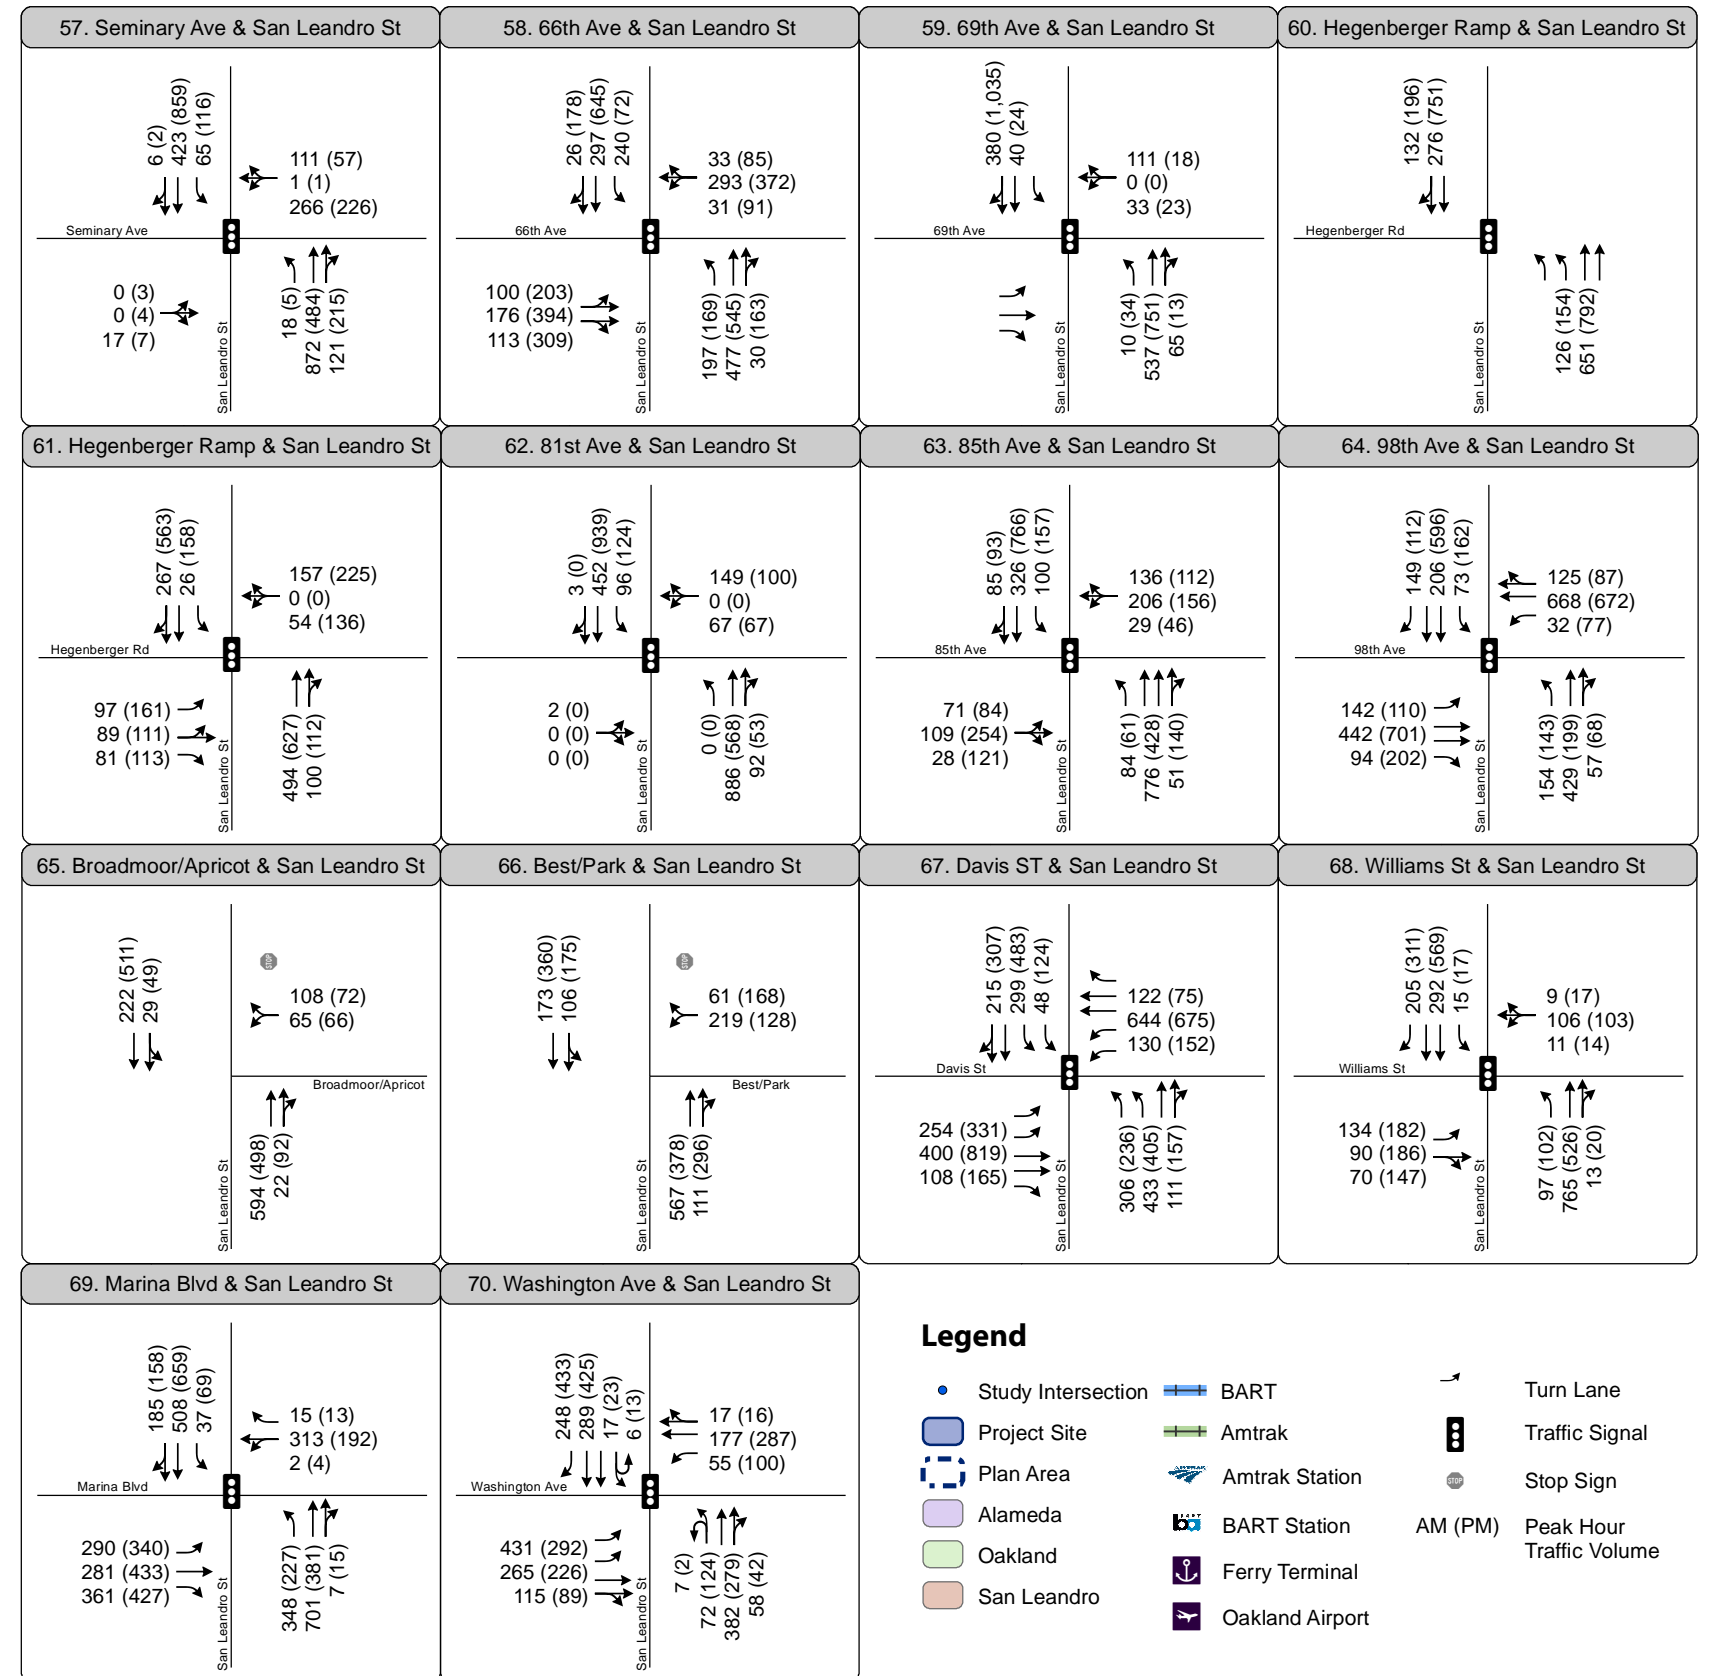 57. Seminary Ave & San Leandro St
6 (2)
423 (859)
65 (116)
111 (57)
1 (1)
266 (226)
Seminary Ave
0 (3)
0 (4)
17 (7)
San Leandro St
18 (5)
872 (484)
121 (215)
58. 66th Ave & San Leandro St
26 (178)
297 (645)
240 (72)
33 (85)
293 (372)
31 (91)
66th Ave
100 (203)
176 (394)
113 (309)
San Leandro St
197 (169)
477 (545)
30 (163)
59. 69th Ave & San Leandro St
380 (1,035)
40 (24)
111 (18)
0 (0)
33 (23)
69th Ave
San Leandro St
10 (34)
537 (751)
65 (13)
60. Hegenberger Ramp & San Leandro St
132 (196)
276 (751)
Hegenberger Rd
San Leandro St
126 (154)
651 (792)
61. Hegenberger Ramp & San Leandro St
267 (563)
26 (158)
157 (225)
0 (0)
54 (136)
Hegenberger Rd
97 (161)
89 (111)
81 (113)
San Leandro St
494 (627)
100 (112)
62. 81st Ave & San Leandro St
3 (0)
452 (939)
96 (124)
149 (100)
0 (0)
67 (67)
2 (0)
0 (0)
0 (0)
San Leandro St
0 (0)
886 (568)
92 (53)
63. 85th Ave & San Leandro St
85 (93)
326 (766)
100 (157)
136 (112)
206 (156)
29 (46)
85th Ave
71 (84)
109 (254)
28 (121)
San Leandro St
84 (61)
776 (428)
51 (140)
64. 98th Ave & San Leandro St
149 (112)
206 (596)
73 (162)
125 (87)
668 (672)
32 (77)
98th Ave
142 (110)
442 (701)
94 (202)
San Leandro St
154 (143)
429 (199)
57 (68)
65. Broadmoor/Apricot & San Leandro St
222 (511)
29 (49)
STOP
108 (72)
65 (66)
Broadmoor/Apricot
San Leandro St
594 (498)
22 (92)
66. Best/Park & San Leandro St
173 (360)
106 (175)
STOP
61 (168)
219 (128)
Best/Park
San Leandro St
567 (378)
111 (296)
67. Davis ST & San Leandro St
215 (307)
299 (483)
48 (124)
122 (75)
644 (675)
130 (152)
Davis St
254 (331)
400 (819)
108 (165)
San Leandro St
306 (236)
433 (405)
111 (157)
68. Williams St & San Leandro St
205 (311)
292 (569)
15 (17)
9 (17)
106 (103)
11 (14)
Williams St
134 (182)
90 (186)
70 (147)
San Leandro St
97 (102)
765 (526)
13 (20)
69. Marina Blvd & San Leandro St
185 (158)
508 (659)
37 (69)
15 (13)
313 (192)
2 (4)
Marina Blvd
290 (340)
281 (433)
361 (427)
San Leandro St
348 (227)
701 (381)
7 (15)
70. Washington Ave & San Leandro St
248 (433)
289 (425)
17 (23)
6 (13)
17 (16)
177 (287)
55 (100)
Washington Ave
431 (292)
265 (226)
115 (89)
San Leandro St
7 (2)
72 (124)
382 (279)
58 (42)
Legend
Study Intersection
Project Site
Plan Area
Alameda
Oakland
San Leandro
BART
Amtrak
AMTRAK
Amtrak Station
BART
ba
BART Station
Ferry Terminal
Oakland Airport
Turn Lane
Traffic Signal
STOP
Stop Sign
AM (PM)
Peak Hour
Traffic Volume